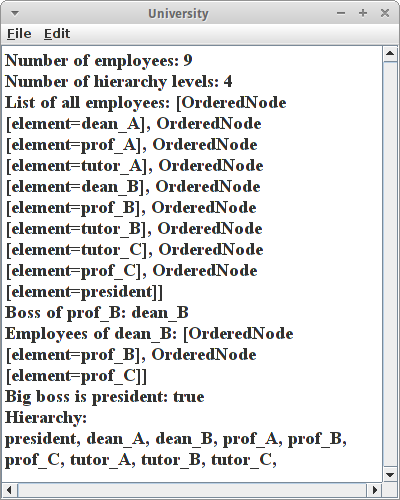 University
File Edit
Number of employees: 9
Number of hierarchy levels: 4
List of all employees: [OrderedNode
[element=dean_A], OrderedNode
[element=prof_A], OrderedNode
[element=tutor_A], OrderedNode
[element=dean_B], OrderedNode
[element=prof_B], OrderedNode
[element=tutor_B], OrderedNode
[element=tutor_C], OrderedNode
[element=prof_C], OrderedNode
[element=president]]
Boss of prof_B: dean_B
Employees of dean_B: [OrderedNode
[element=prof_B], OrderedNode
[element=prof_C]]
Big boss is president: true
Hierarchy:
president, dean_A, dean_B, prof_A, prof_B,
prof_C, tutor_A, tutor_B, tutor_C,